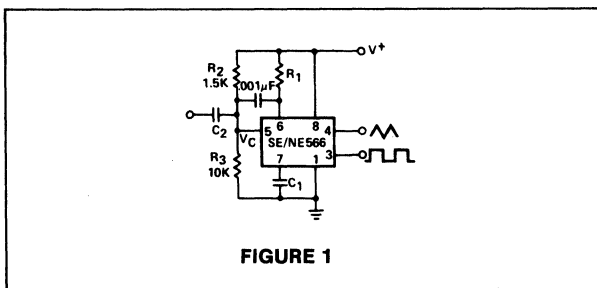 V+
R2
1.5K
.001μF
R1
C2
VC
5
6
8
4
SE/NE566
3
7
1
R3
10K
C1
FIGURE 1